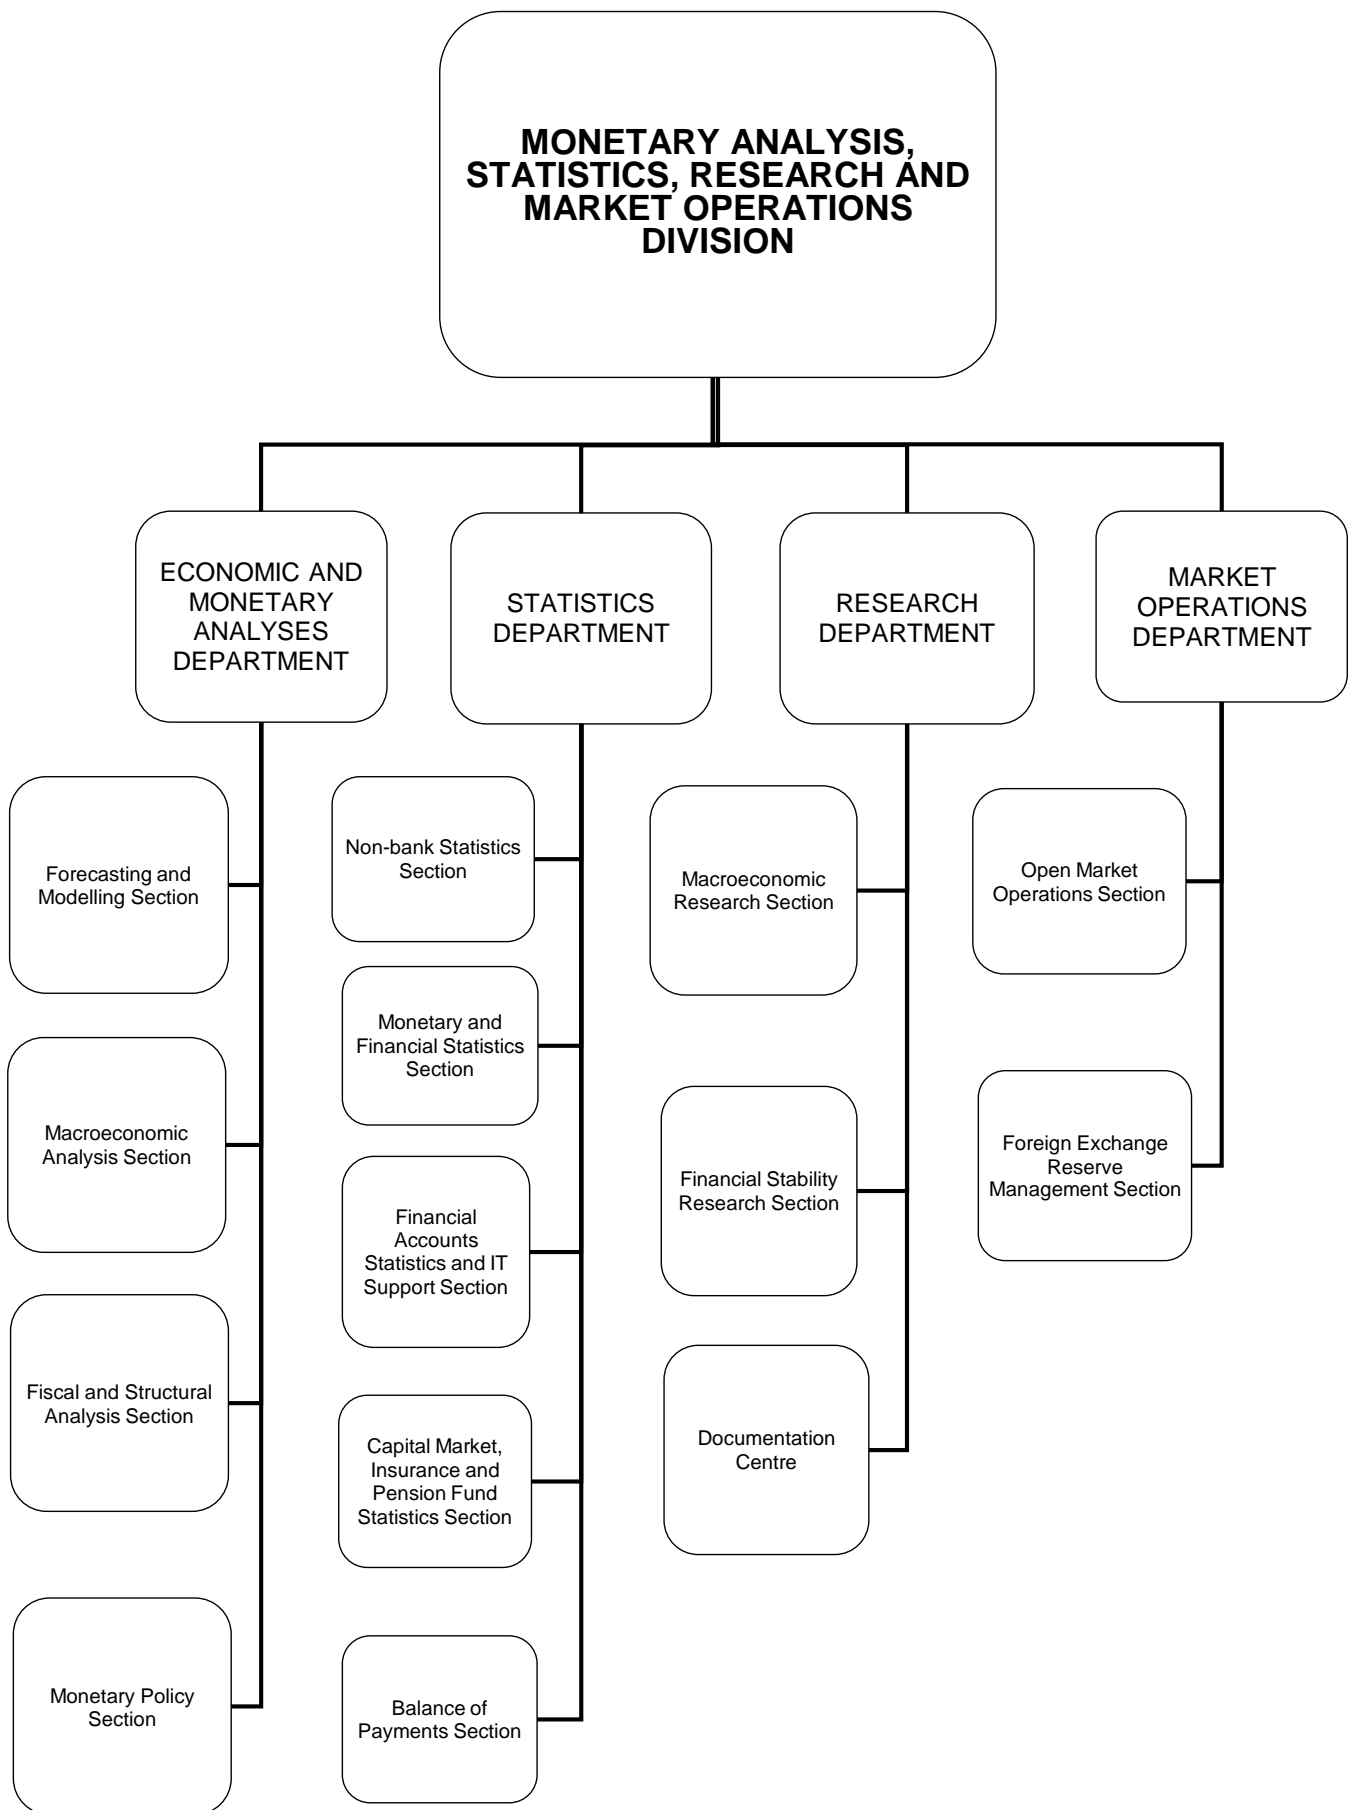 MONETARY ANALYSIS,
STATISTICS, RESEARCH AND
MARKET OPERATIONS
DIVISION
ECONOMIC AND
MONETARY
ANALYSES
DEPARTMENT
STATISTICS
DEPARTMENT
RESEARCH
DEPARTMENT
MARKET
OPERATIONS
DEPARTMENT
Forecasting and
Modelling Section
Macroeconomic
Analysis Section
Fiscal and Structural
Analysis Section
Monetary Policy
Section
Non-bank Statistics
Section
Monetary and
Financial Statistics
Section
Financial
Accounts
Statistics and IT
Support Section
Capital Market,
Insurance and
Pension Fund
Statistics Section
Balance of
Payments Section
Macroeconomic
Research Section
Financial Stability
Research Section
Documentation
Centre
Open Market
Operations Section
Foreign Exchange
Reserve
Management Section